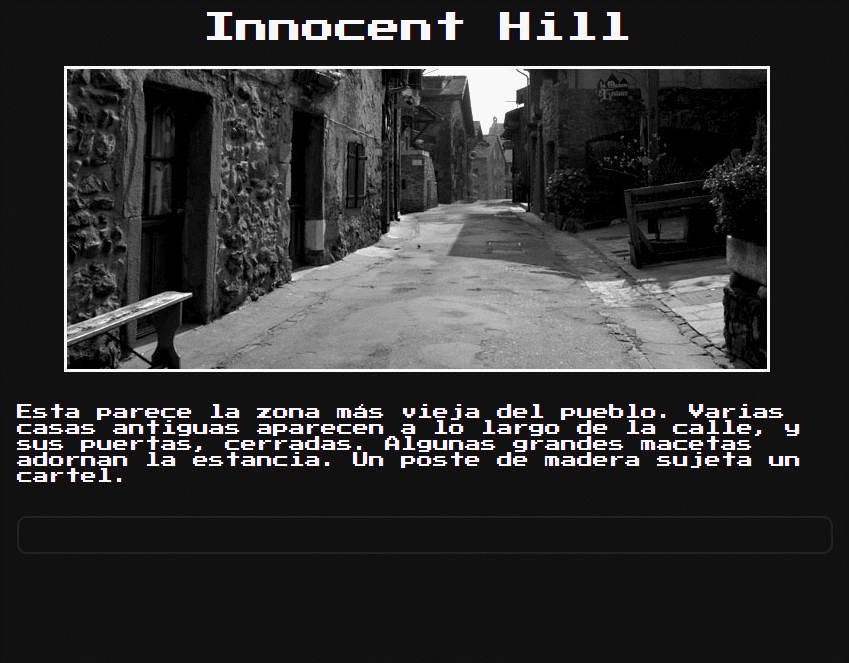 Innocent Hill
Esta parece la zona más vieja del pueblo. Varias
casas antiguas aparecen a lo largo de la calle, y
sus puertas, cerradas. Algunas grandes macetas
adornan la estancia. Un poste de madera sujeta un
cartel.